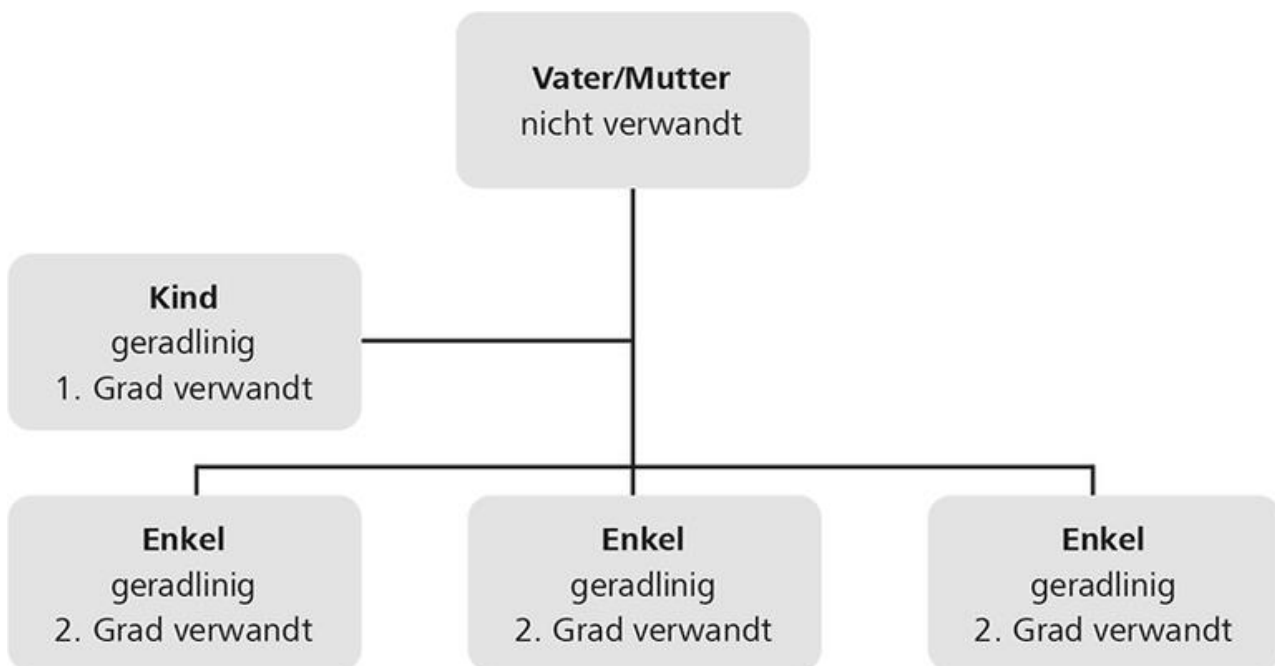 Vater/Mutter
nicht verwandt
Kind
geradlinig
1. Grad verwandt
Enkel
geradlinig
2. Grad verwandt
Enkel
geradlinig
2. Grad verwandt
Enkel
geradlinig
2. Grad verwandt